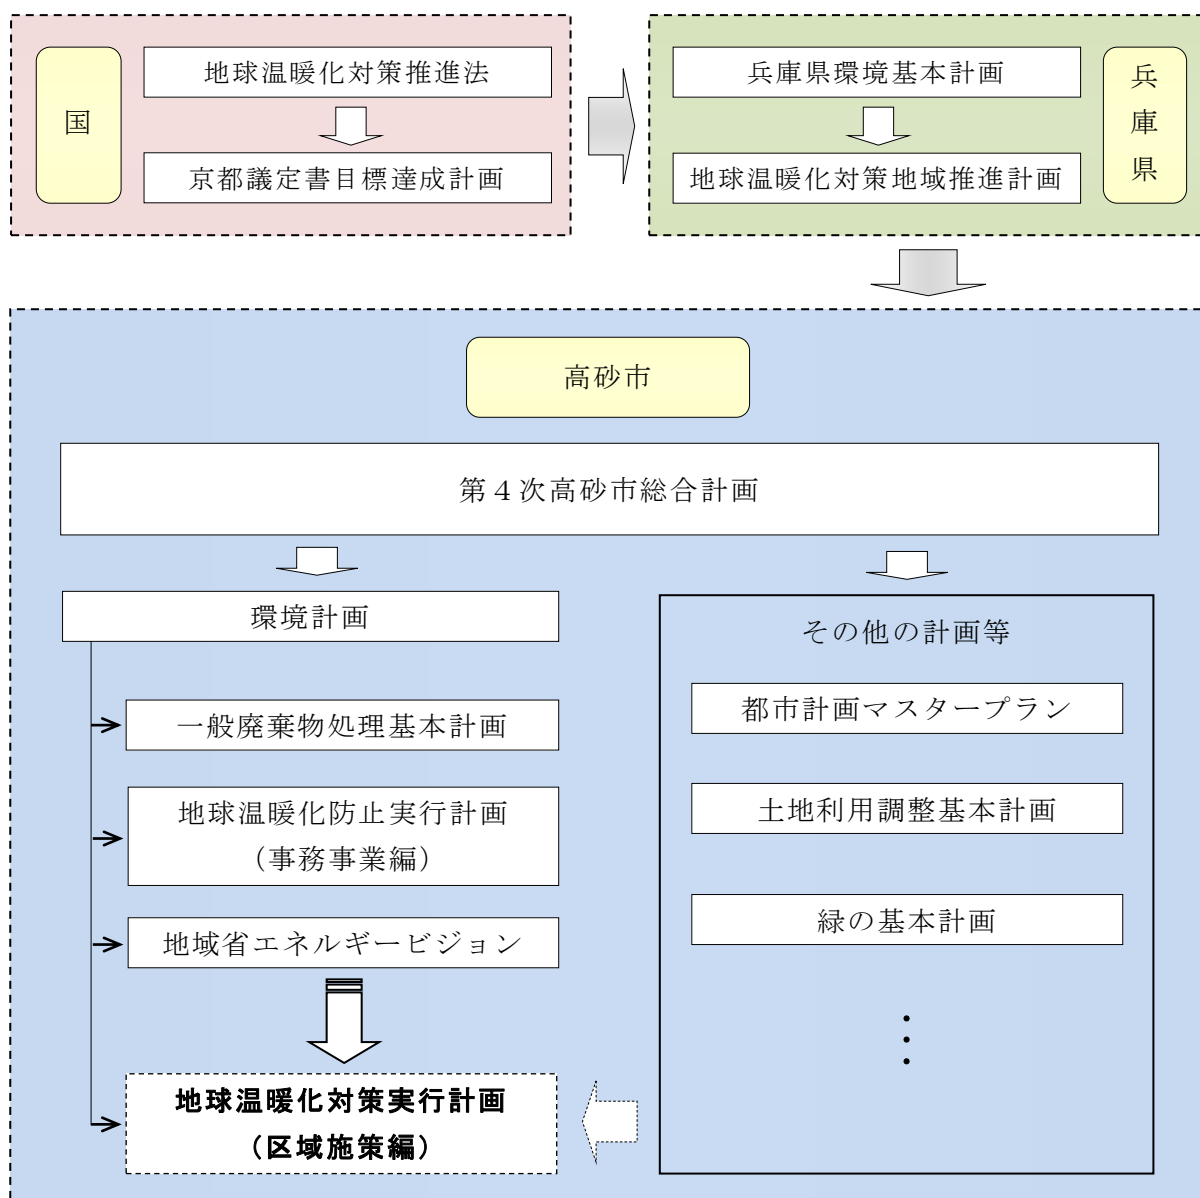 国
地球温暖化対策推進法
京都議定書目標達成計画
兵庫県環境基本計画
地球温暖化対策地域推進計画
兵庫県
高砂市
第４次高砂市総合計画
環境計画
一般廃棄物処理基本計画
地球温暖化防止実行計画
（事務事業編）
地域省エネルギービジョン
地球温暖化対策実行計画
（区域施策編）
その他の計画等
都市計画マスタープラン
土地利用調整基本計画
緑の基本計画